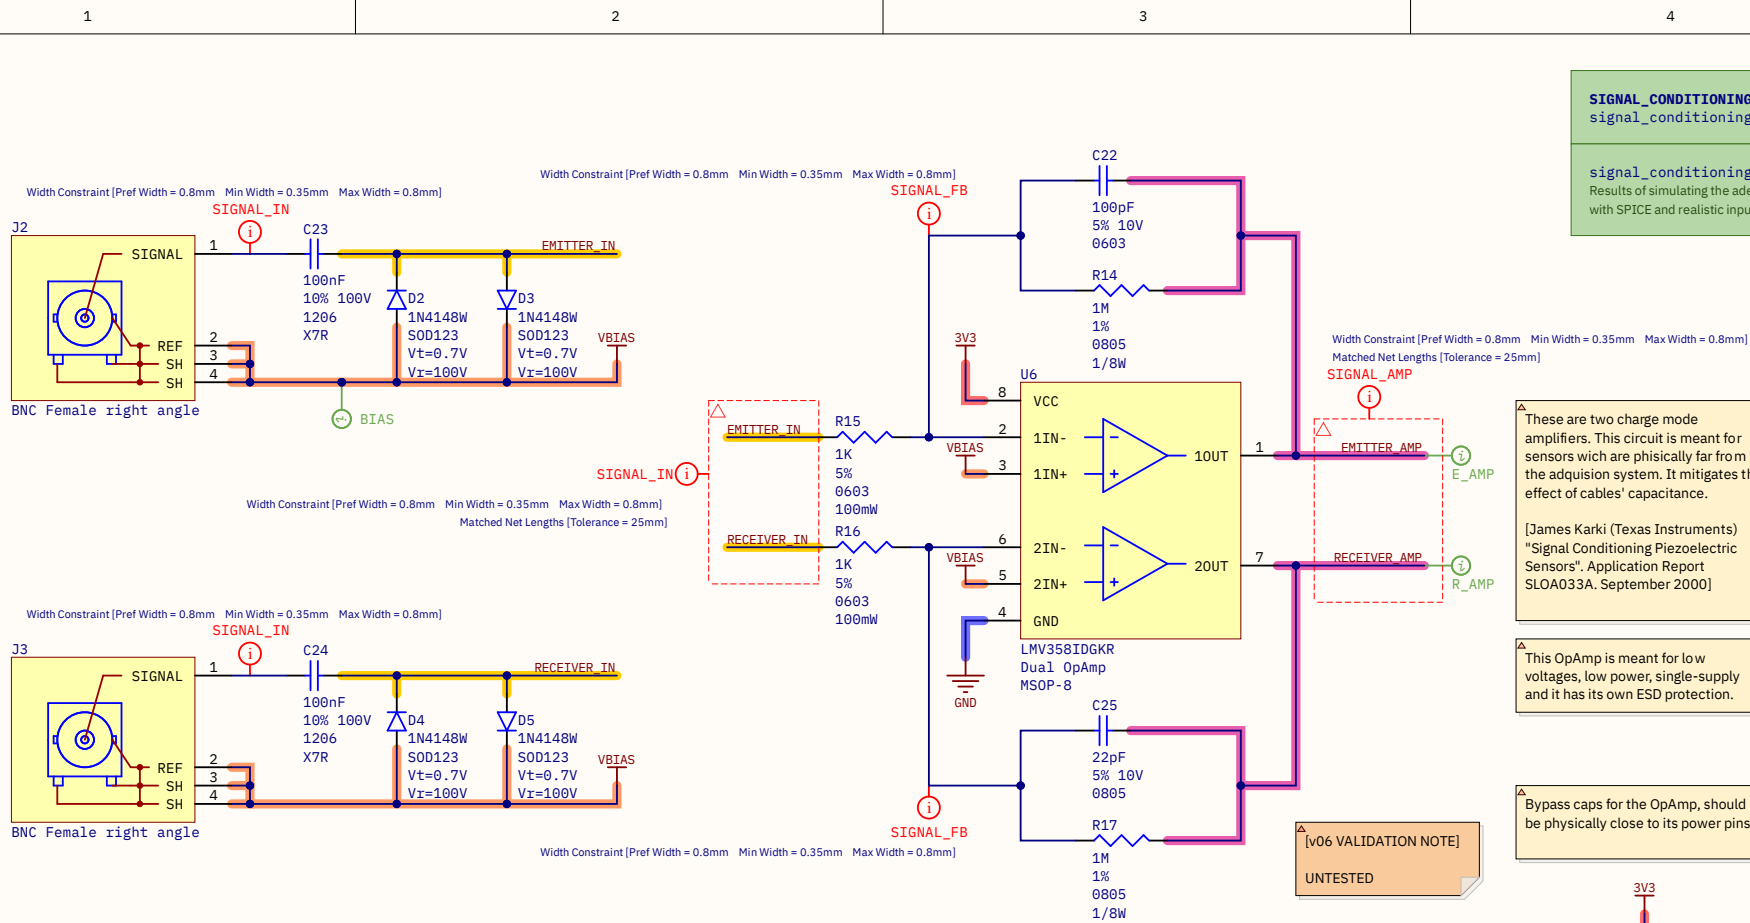 1
2
3
4
SIGNAL_CONDITIONING
signal_conditioning
signal_conditioning
Results of simulating the ade
with SPICE and realistic inpu
Width Constraint [Pref Width = 0.8mm Min Width = 0.35mm Max Width = 0.8mm]
SIGNAL_IN
J2
SIGNAL
1
REF
2
SH
3
SH
4
BNC Female right angle
C23
100nF
10% 100V
1206
X7R
EMITTER_IN
D2
1N4148W
SOD123
Vt=0.7V
Vr=100V
D3
1N4148W
SOD123
Vt=0.7V
Vr=100V
VBIAS
BIAS
Width Constraint [Pref Width = 0.8mm Min Width = 0.35mm Max Width = 0.8mm]
SIGNAL_FB
C22
100pF
5% 10V
0603
R14
1M
1%
0805
1/8W
3V3
U6
8
VCC
2
1IN-
VBIAS
3
1IN+
1OUT
1
6
2IN-
VBIAS
5
2IN+
2OUT
7
4
GND
GND
LMV358IDGKR
Dual OpAmp
MSOP-8
EMITTER_IN
R15
1K
5%
0603
100mW
SIGNAL_IN
Width Constraint [Pref Width = 0.8mm Min Width = 0.35mm Max Width = 0.8mm]
Matched Net Lengths [Tolerance = 25mm]
RECEIVER_IN
R16
1K
5%
0603
100mW
Width Constraint [Pref Width = 0.8mm Min Width = 0.35mm Max Width = 0.8mm]
Matched Net Lengths [Tolerance = 25mm]
SIGNAL_AMP
EMITTER_AMP
E_AMP
RECEIVER_AMP
R_AMP
These are two charge mode
amplifiers. This circuit is meant for
sensors wich are phisically far from
the adquision system. It mitigates th
effect of cables' capacitance.
[James Karki (Texas Instruments)
"Signal Conditioning Piezoelectric
Sensors". Application Report
SLOA033A. September 2000]
This OpAmp is meant for low
voltages, low power, single-supply
and it has its own ESD protection.
Width Constraint [Pref Width = 0.8mm Min Width = 0.35mm Max Width = 0.8mm]
SIGNAL_IN
J3
SIGNAL
1
REF
2
SH
3
SH
4
BNC Female right angle
C24
100nF
10% 100V
1206
X7R
RECEIVER_IN
D4
1N4148W
SOD123
Vt=0.7V
Vr=100V
D5
1N4148W
SOD123
Vt=0.7V
Vr=100V
VBIAS
SIGNAL_FB
Width Constraint [Pref Width = 0.8mm Min Width = 0.35mm Max Width = 0.8mm]
C25
22pF
5% 10V
0805
R17
1M
1%
0805
1/8W
[v06 VALIDATION NOTE]
UNTESTED
Bypass caps for the OpAmp, should
be physically close to its power pins
3V3